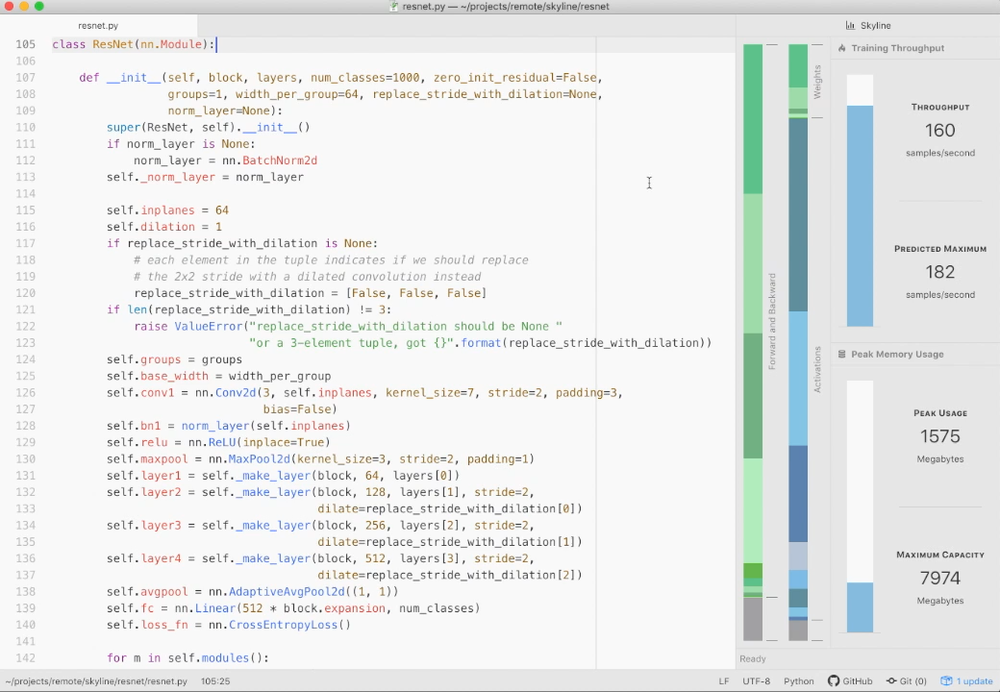 resnet.py — ~/projects/remote/skyline/resnet
resnet.py
105 class ResNet(nn.Module):
106
107 def __init__(self, block, layers, num_classes=1000, zero_init_residual=False,
108 groups=1, width_per_group=64, replace_stride_with_dilation=None,
109 norm_layer=None):
110 super(ResNet, self).__init__()
111 if norm_layer is None:
112 norm_layer = nn.BatchNorm2d
113 self._norm_layer = norm_layer
114
115 self.inplanes = 64
116 self.dilation = 1
117 if replace_stride_with_dilation is None:
118 # each element in the tuple indicates if we should replace
119 # the 2x2 stride with a dilated convolution instead
120 replace_stride_with_dilation = [False, False, False]
121 if len(replace_stride_with_dilation) != 3:
122 raise ValueError("replace_stride_with_dilation should be None "
123 "or a 3-element tuple, got {}".format(replace_stride_with_dilation))
124 self.groups = groups
125 self.base_width = width_per_group
126 self.conv1 = nn.Conv2d(3, self.inplanes, kernel_size=7, stride=2, padding=3,
127 bias=False)
128 self.bn1 = norm_layer(self.inplanes)
129 self.relu = nn.ReLU(inplace=True)
130 self.maxpool = nn.MaxPool2d(kernel_size=3, stride=2, padding=1)
131 self.layer1 = self._make_layer(block, 64, layers[0])
132 self.layer2 = self._make_layer(block, 128, layers[1], stride=2,
133 dilate=replace_stride_with_dilation[0])
134 self.layer3 = self._make_layer(block, 256, layers[2], stride=2,
135 dilate=replace_stride_with_dilation[1])
136 self.layer4 = self._make_layer(block, 512, layers[3], stride=2,
137 dilate=replace_stride_with_dilation[2])
138 self.avgpool = nn.AdaptiveAvgPool2d((1, 1))
139 self.fc = nn.Linear(512 * block.expansion, num_classes)
140 self.loss_fn = nn.CrossEntropyLoss()
141
142 for m in self.modules():
Skyline
Forward and Backward
Weights
Activations
Training Throughput
THROUGHPUT
160
samples/second
PREDICTED MAXIMUM
182
samples/second
Peak Memory Usage
PEAK USAGE
1575
Megabytes
MAXIMUM CAPACITY
7974
Megabytes
Ready
~/projects/remote/skyline/resnet/resnet.py 105:25 LF UTF-8 Python GitHub Git (0) 1 update